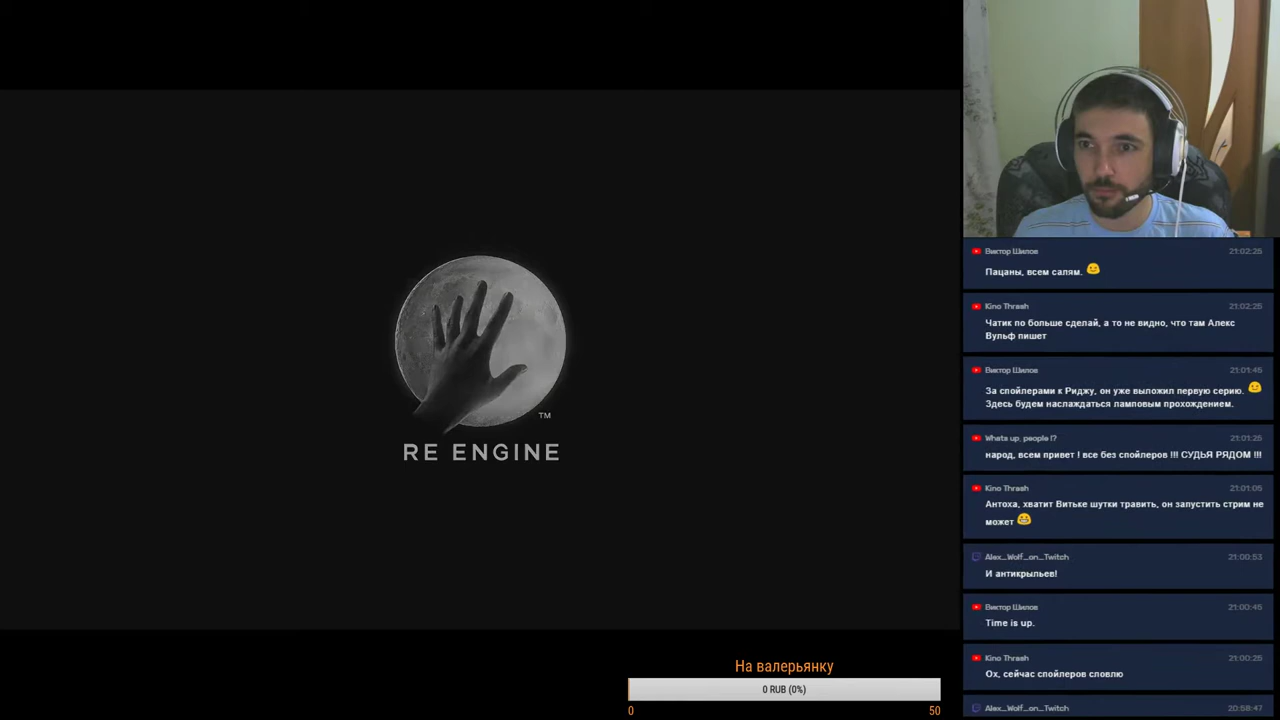 TM
RE ENGINE
На валерьянку
0 RUB (0%)
0
50
Виктор Шилов
21:02:25
Пацаны, всем салям.
Kino Thrash
21:02:25
Чатик по больше сделай, а то не видно, что там Алекс
Вульф пишет
Виктор Шилов
21:01:45
За спойлерами к Риджу, он уже выложил первую серию.
Здесь будем наслаждаться ламповым прохождением.
Whats up, people !?
21:01:25
народ, всем привет ! все без спойлеров !!! СУДЬЯ РЯДОМ !!!
Kino Thrash
21:01:05
Антоха, хватит Витьке шутки травить, он запустить стрим не
может
Alex_Wolf_on_Twitch
21:00:53
И антикрыльев!
Виктор Шилов
21:00:45
Time is up.
Kino Thrash
21:00:25
Ох, сейчас спойлеров словлю
Alex_Wolf_on_Twitch
20:58:47